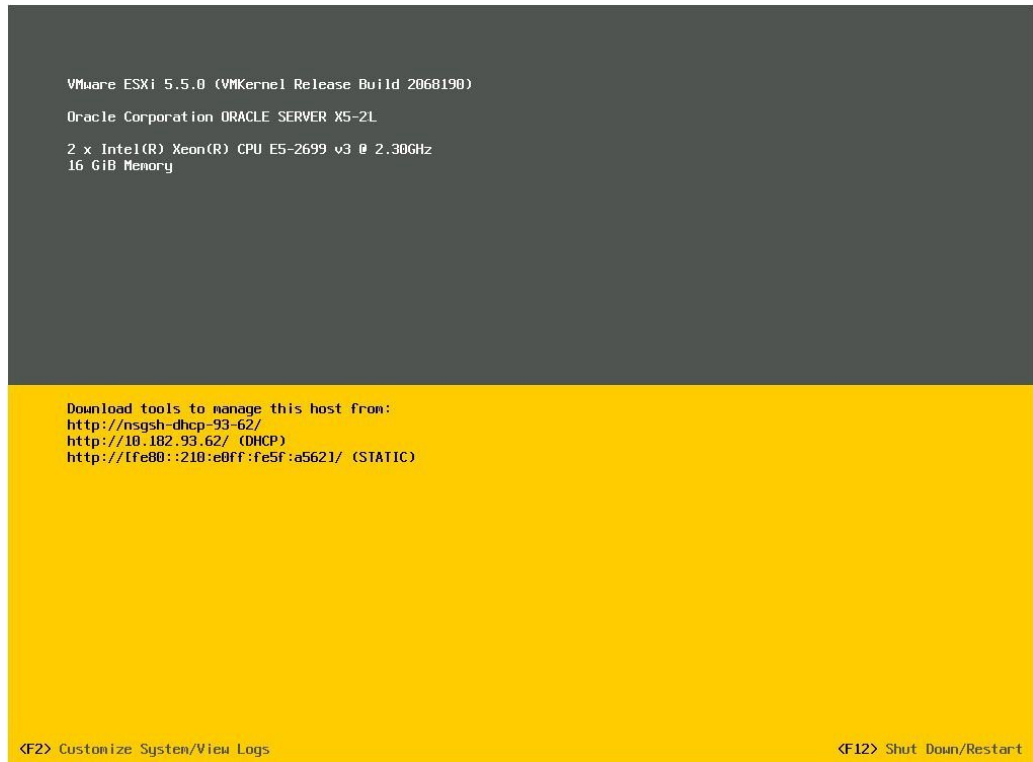 VMware ESXi 5.5.0 (VMKernel Release Build 2068190)
Oracle Corporation ORACLE SERVER X5-2L
2 x Intel(R) Xeon(R) CPU E5-2699 v3 @ 2.30GHz
16 GiB Memory
Download tools to manage this host from:
http://nsgsh-dhcp-93-62/
http://10.182.93.62/ (DHCP)
http://[fe80::210:e0ff:fe5f:a562]/ (STATIC)
<F2> Customize System/View Logs
<F12> Shut Down/Restart